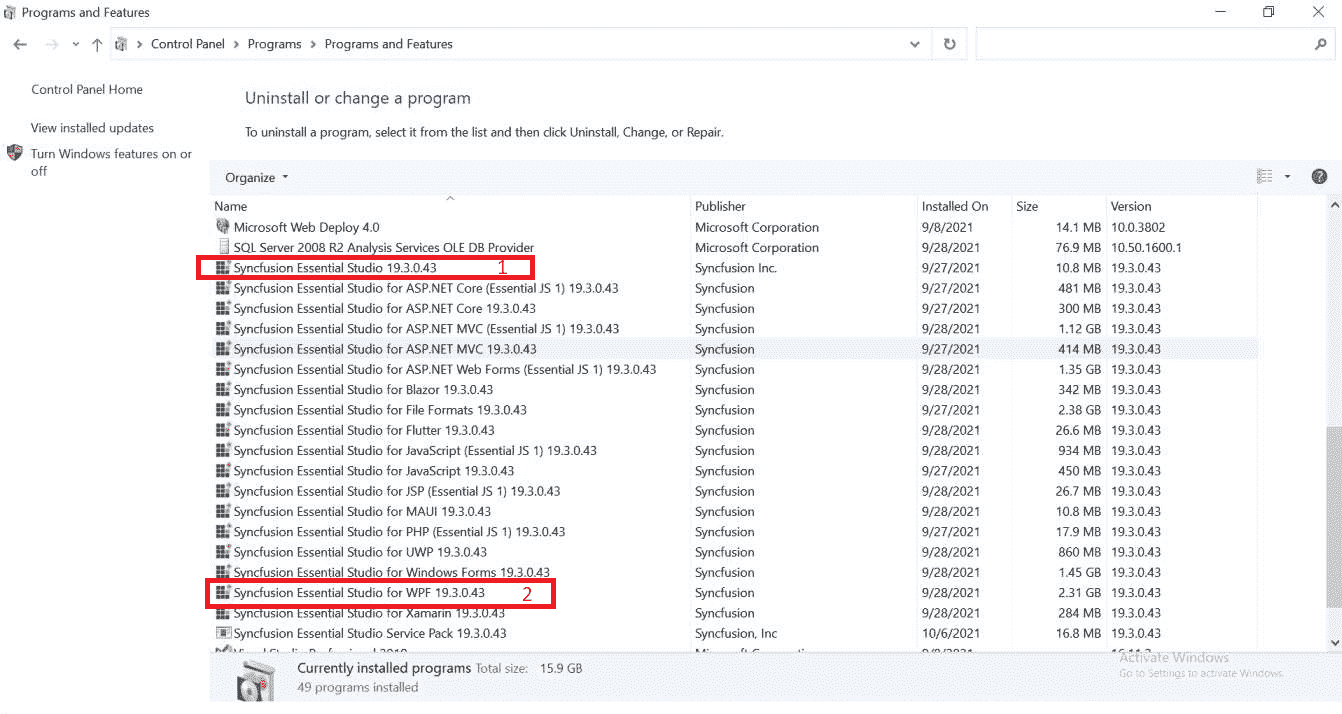 Programs and Features
Control Panel > Programs > Programs and Features
Control Panel Home
View installed updates
Turn Windows features on or
off
Uninstall or change a program
To uninstall a program, select it from the list and then click Uninstall, Change, or Repair.
Organize
Name Publisher Installed On Size Version
Microsoft Web Deploy 4.0 Microsoft Corporation 9/8/2021 14.1 MB 10.0.3802
SQL Server 2008 R2 Analysis Services OLE DB Provider Microsoft Corporation 9/28/2021 76.9 MB 10.50.1600.1
Syncfusion Essential Studio 19.3.0.43 1 Syncfusion Inc. 9/27/2021 10.8 MB 19.3.0.43
Syncfusion Essential Studio for ASP.NET Core (Essential JS 1) 19.3.0.43 Syncfusion 9/27/2021 481 MB 19.3.0.43
Syncfusion Essential Studio for ASP.NET Core 19.3.0.43 Syncfusion 9/27/2021 300 MB 19.3.0.43
Syncfusion Essential Studio for ASP.NET MVC (Essential JS 1) 19.3.0.43 Syncfusion 9/28/2021 1.12 GB 19.3.0.43
Syncfusion Essential Studio for ASP.NET MVC 19.3.0.43 Syncfusion 9/27/2021 414 MB 19.3.0.43
Syncfusion Essential Studio for ASP.NET Web Forms (Essential JS 1) 19.3.0.43 Syncfusion 9/28/2021 1.35 GB 19.3.0.43
Syncfusion Essential Studio for Blazor 19.3.0.43 Syncfusion 9/28/2021 342 MB 19.3.0.43
Syncfusion Essential Studio for File Formats 19.3.0.43 Syncfusion 9/27/2021 2.38 GB 19.3.0.43
Syncfusion Essential Studio for Flutter 19.3.0.43 Syncfusion 9/28/2021 26.6 MB 19.3.0.43
Syncfusion Essential Studio for JavaScript (Essential JS 1) 19.3.0.43 Syncfusion 9/28/2021 934 MB 19.3.0.43
Syncfusion Essential Studio for JavaScript 19.3.0.43 Syncfusion 9/27/2021 450 MB 19.3.0.43
Syncfusion Essential Studio for JSP (Essential JS 1) 19.3.0.43 Syncfusion 9/28/2021 26.7 MB 19.3.0.43
Syncfusion Essential Studio for MAUI 19.3.0.43 Syncfusion 9/28/2021 10.8 MB 19.3.0.43
Syncfusion Essential Studio for PHP (Essential JS 1) 19.3.0.43 Syncfusion 9/27/2021 17.9 MB 19.3.0.43
Syncfusion Essential Studio for UWP 19.3.0.43 Syncfusion 9/28/2021 860 MB 19.3.0.43
Syncfusion Essential Studio for Windows Forms 19.3.0.43 Syncfusion 9/28/2021 1.45 GB 19.3.0.43
Syncfusion Essential Studio for WPF 19.3.0.43 2 Syncfusion 9/28/2021 2.31 GB 19.3.0.43
Syncfusion Essential Studio for Xamarin 19.3.0.43 Syncfusion 9/28/2021 284 MB 19.3.0.43
Syncfusion Essential Studio Service Pack 19.3.0.43 Syncfusion, Inc 10/6/2021 16.8 MB 19.3.0.43
Currently installed programs Total size: 15.9 GB
49 programs installed
Activate Windows
Go to Settings to activate Windows.